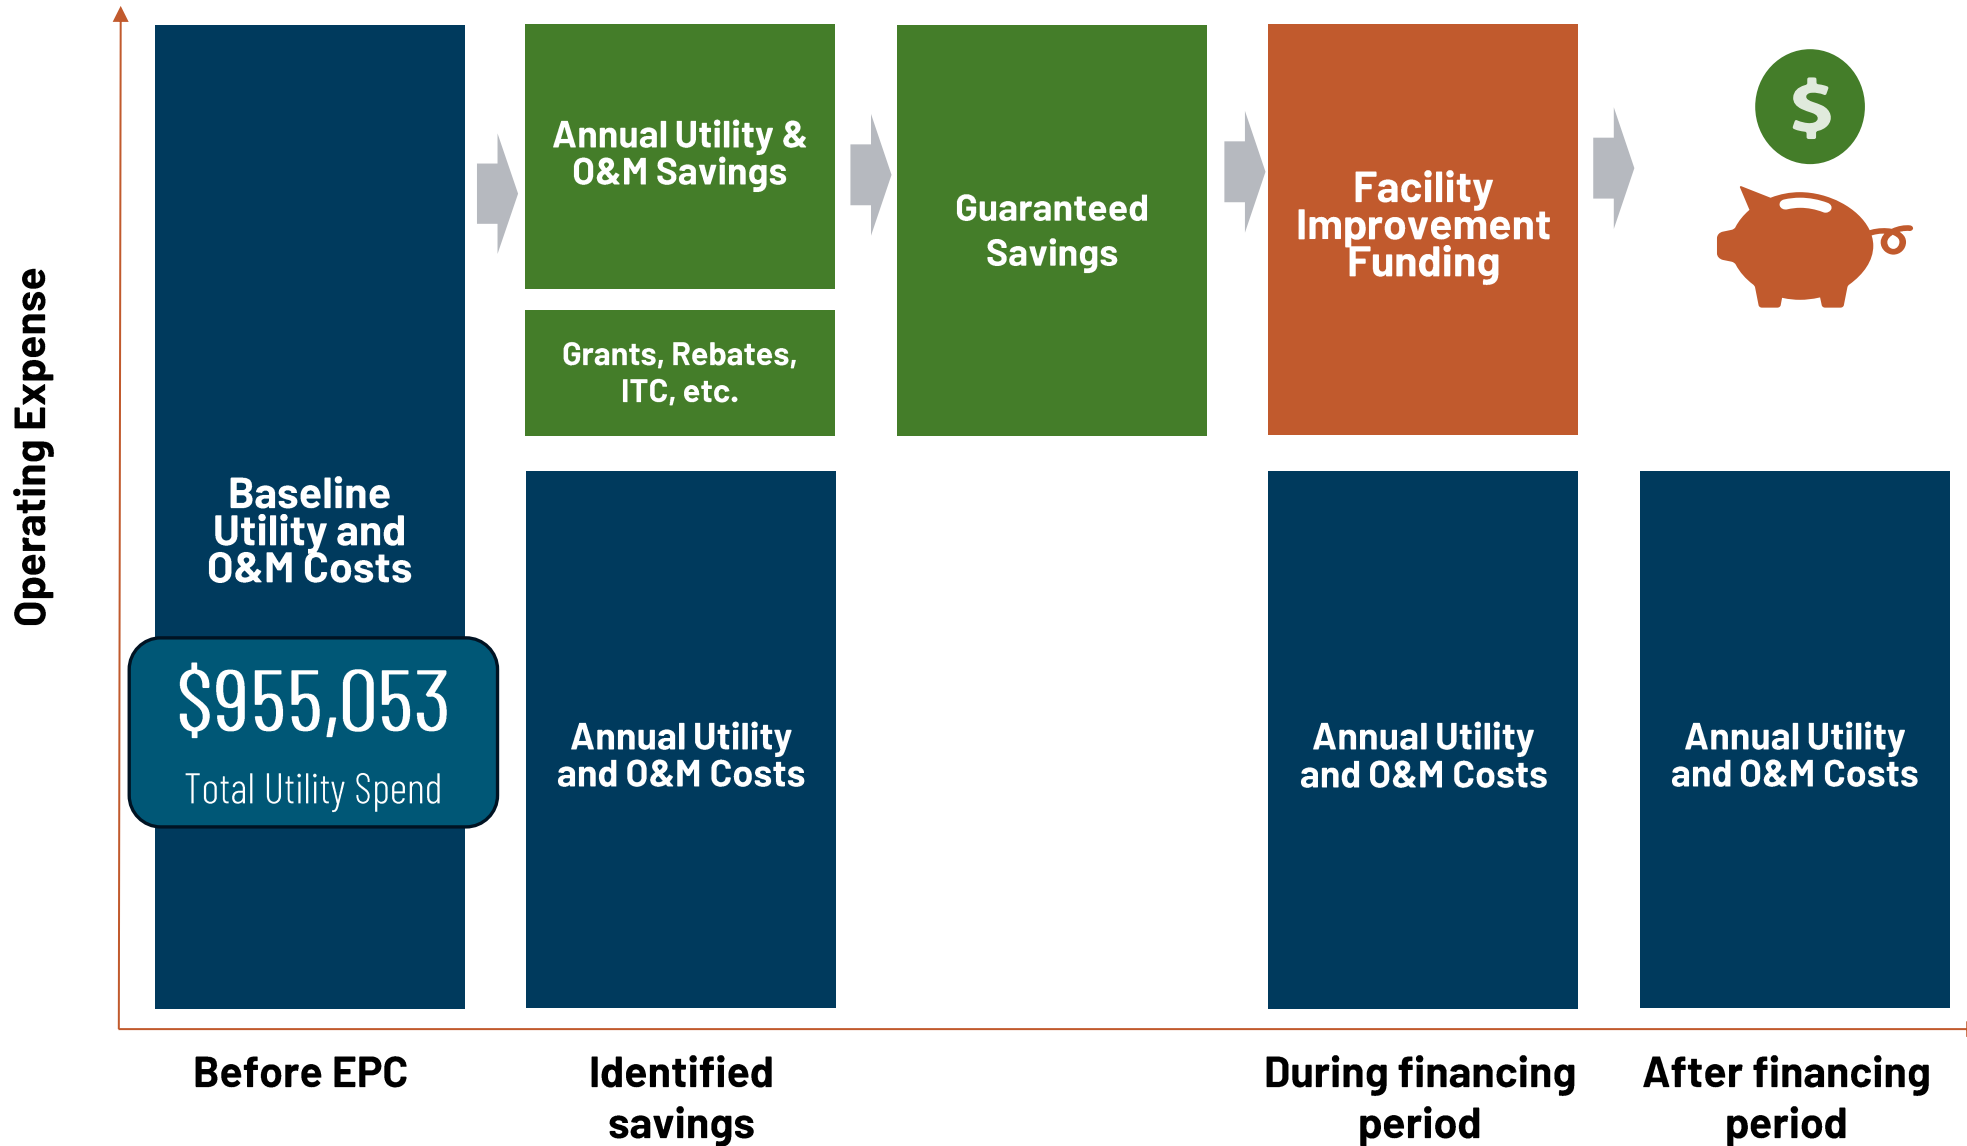 Operating Expense
Baseline
Utility and
O&M Costs
$955,053
Total Utility Spend
Annual Utility &
O&M Savings
Grants, Rebates,
ITC, etc.
Annual Utility
and O&M Costs
Guaranteed
Savings
Facility
Improvement
Funding
Annual Utility
and O&M Costs
$
Annual Utility
and O&M Costs
Before EPC
Identified
savings
During financing
period
After financing
period